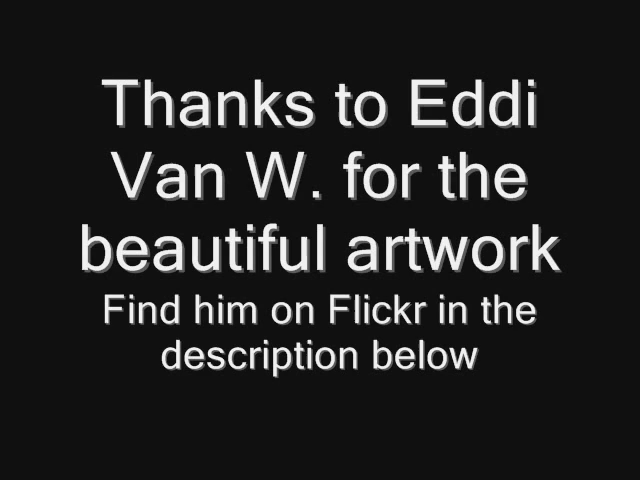 Thanks to Eddi
Van W. for the
beautiful artwork
Find him on Flickr in the
description below